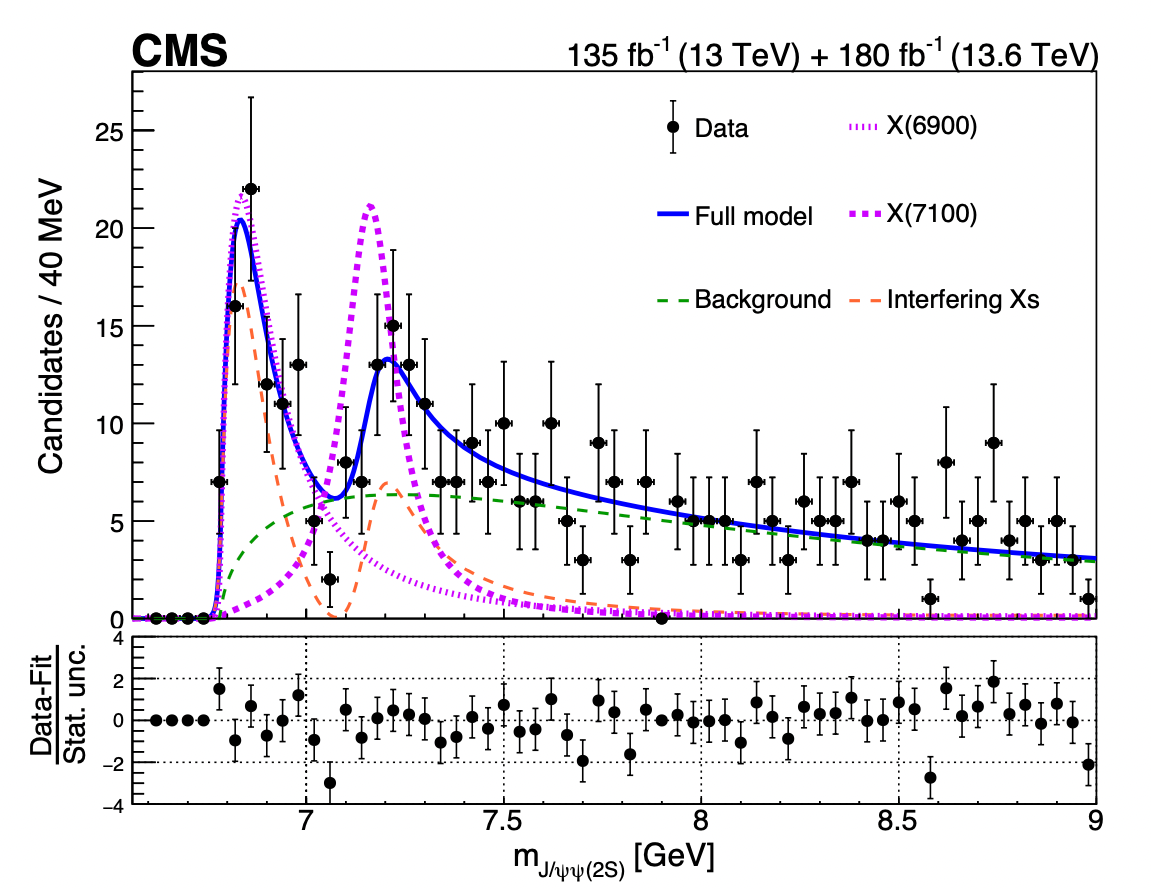 CMS 135 fb⁻¹ (13 TeV) + 180 fb⁻¹ (13.6 TeV)
Candidates / 40 MeV
25
20
15
10
5
0
Data X(6900)
Full model X(7100)
Background Interfering Xs
Data-Fit
Stat. unc.
4
2
0
−2
−4
7 7.5 8 8.5 9
m_J/ψψ(2S) [GeV]